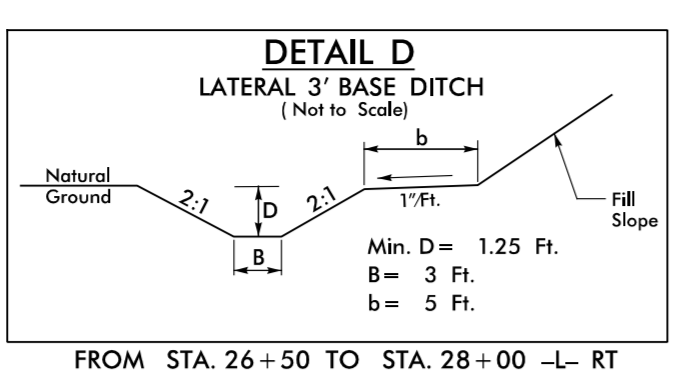 DETAIL D
LATERAL 3' BASE DITCH
( Not to Scale)
b
Natural
Ground
2:1
D
2:1
1"/Ft.
Fill
Slope
B
Min. D= 1.25 Ft.
B= 3 Ft.
b= 5 Ft.
FROM STA. 26+50 TO STA. 28+00 -L- RT